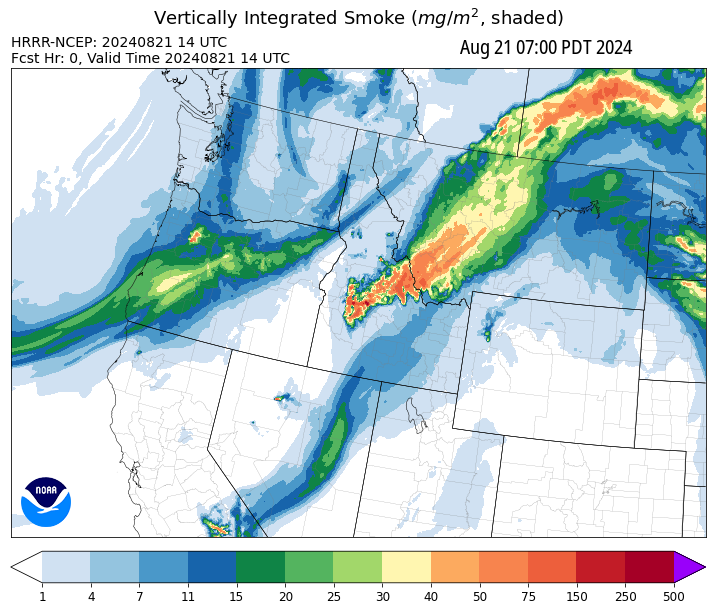 Vertically Integrated Smoke (mg/m², shaded)
HRRR-NCEP: 20240821 14 UTC
Aug 21 07:00 PDT 2024
Fcst Hr: 0, Valid Time 20240821 14 UTC
NOAA
1 4 7 11 15 20 25 30 40 50 75 150 250 500